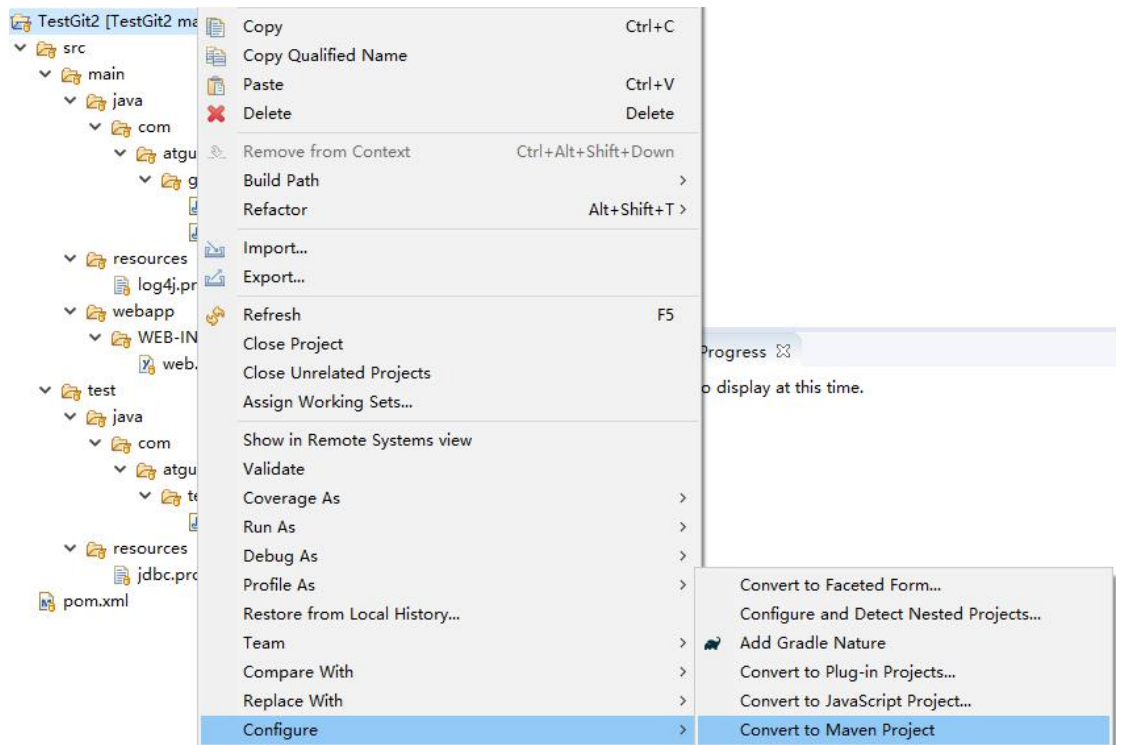 TestGit2 [TestGit2 ma
src
main
java
com
atgu
g
resources
log4j.pr
webapp
WEB-IN
web.
test
java
com
atgu
te
resources
jdbc.pro
pom.xml
Copy Ctrl+C
Copy Qualified Name
Paste Ctrl+V
Delete Delete
Remove from Context Ctrl+Alt+Shift+Down
Build Path >
Refactor Alt+Shift+T >
Import...
Export...
Refresh F5
Close Project
Close Unrelated Projects
Assign Working Sets...
Show in Remote Systems view
Validate
Coverage As >
Run As >
Debug As >
Profile As >
Restore from Local History...
Team >
Compare With >
Replace With >
Configure >
Progress
o display at this time.
Convert to Faceted Form...
Configure and Detect Nested Projects...
Add Gradle Nature
Convert to Plug-in Projects...
Convert to JavaScript Project...
Convert to Maven Project